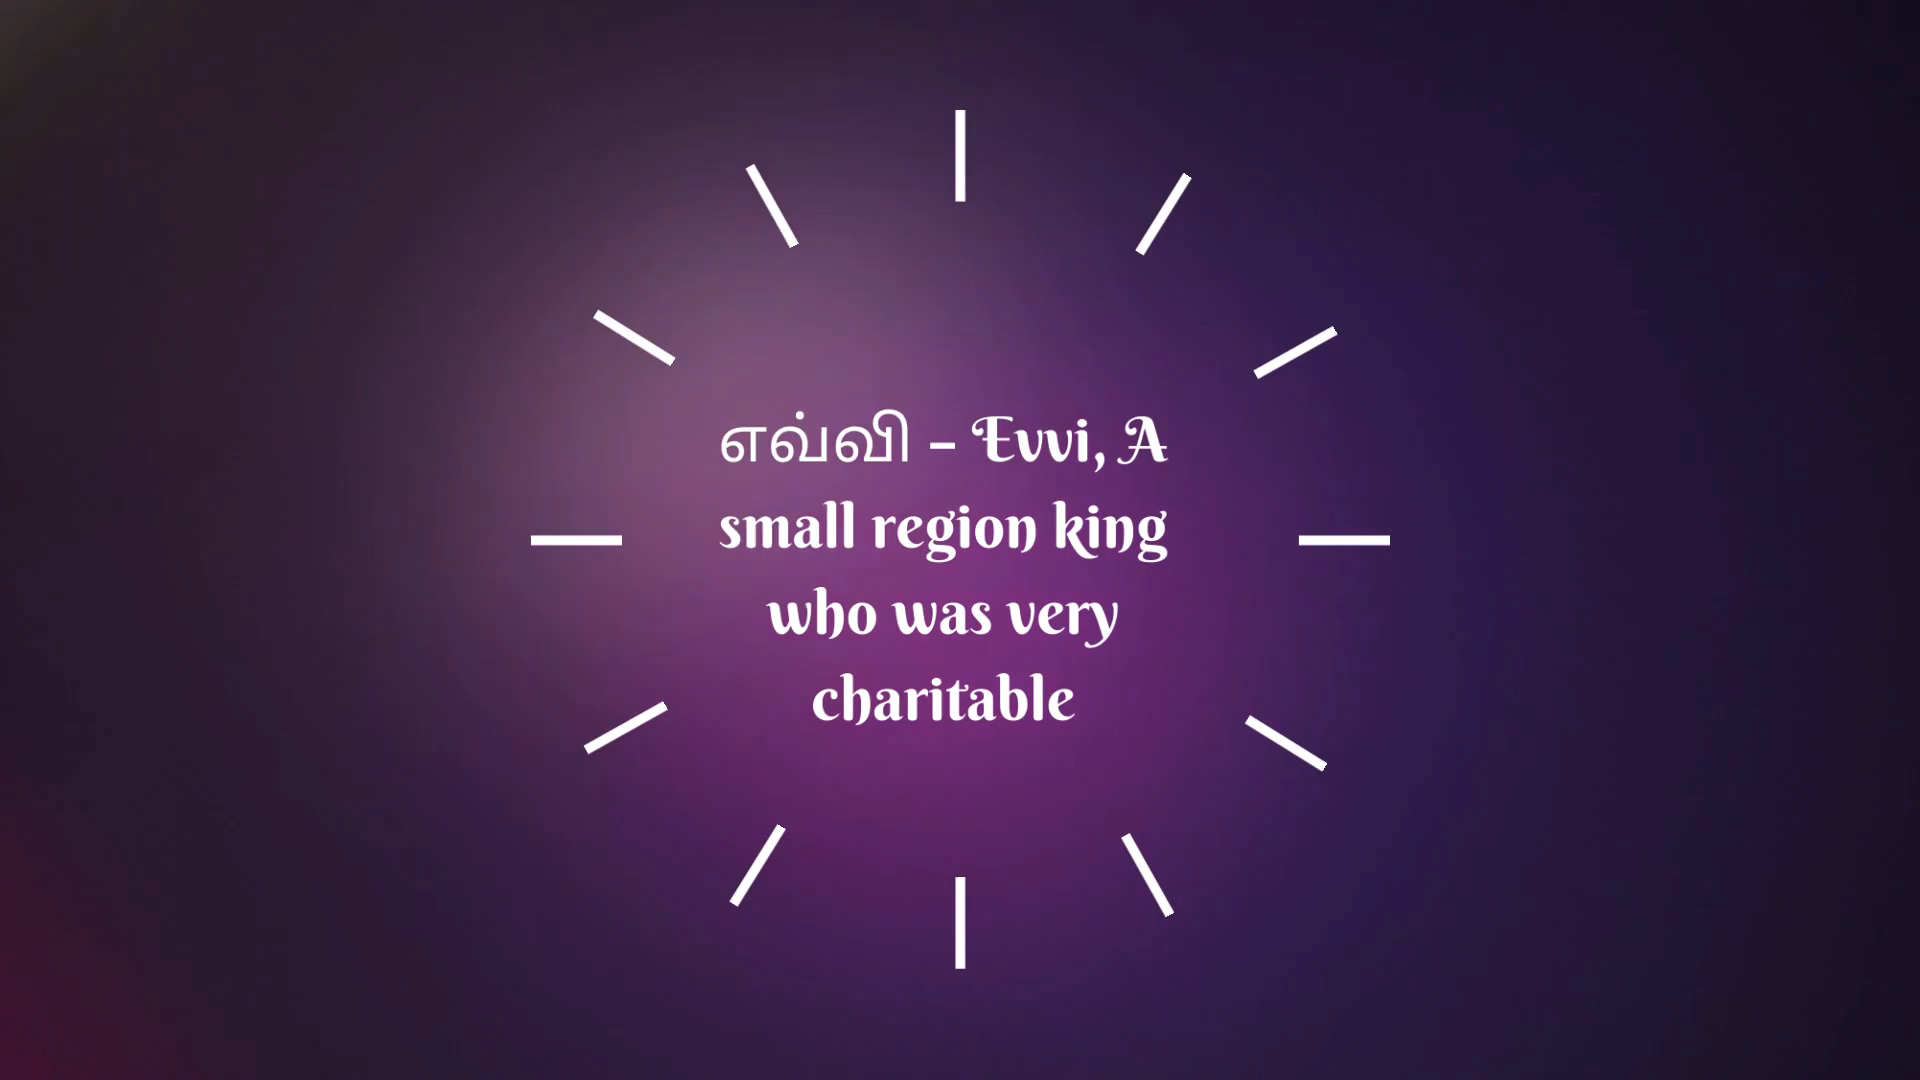 எவ்வி – Evvi, A
small region king
who was very
charitable